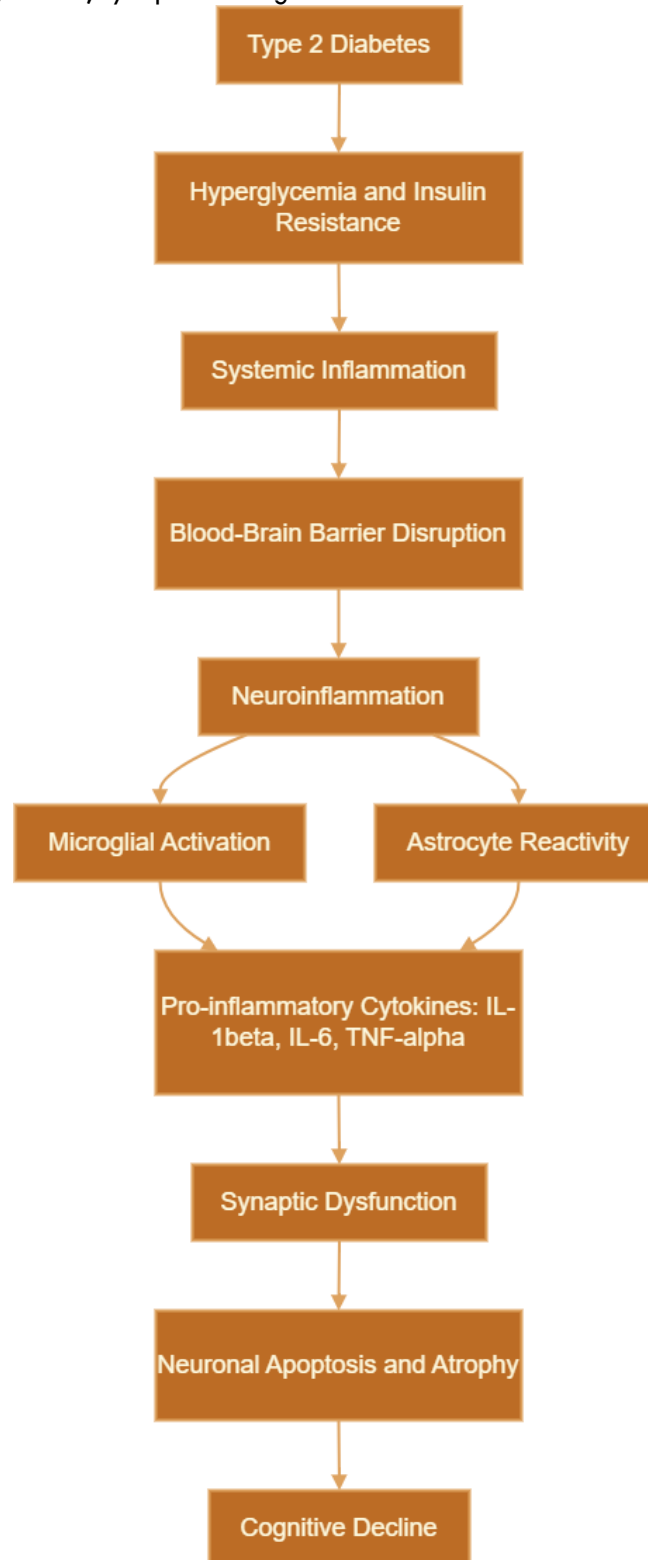 Type 2 Diabetes
Hyperglycemia and Insulin
Resistance
Systemic Inflammation
Blood-Brain Barrier Disruption
Neuroinflammation
Microglial Activation
Astrocyte Reactivity
Pro-inflammatory Cytokines: IL-
1beta, IL-6, TNF-alpha
Synaptic Dysfunction
Neuronal Apoptosis and Atrophy
Cognitive Decline